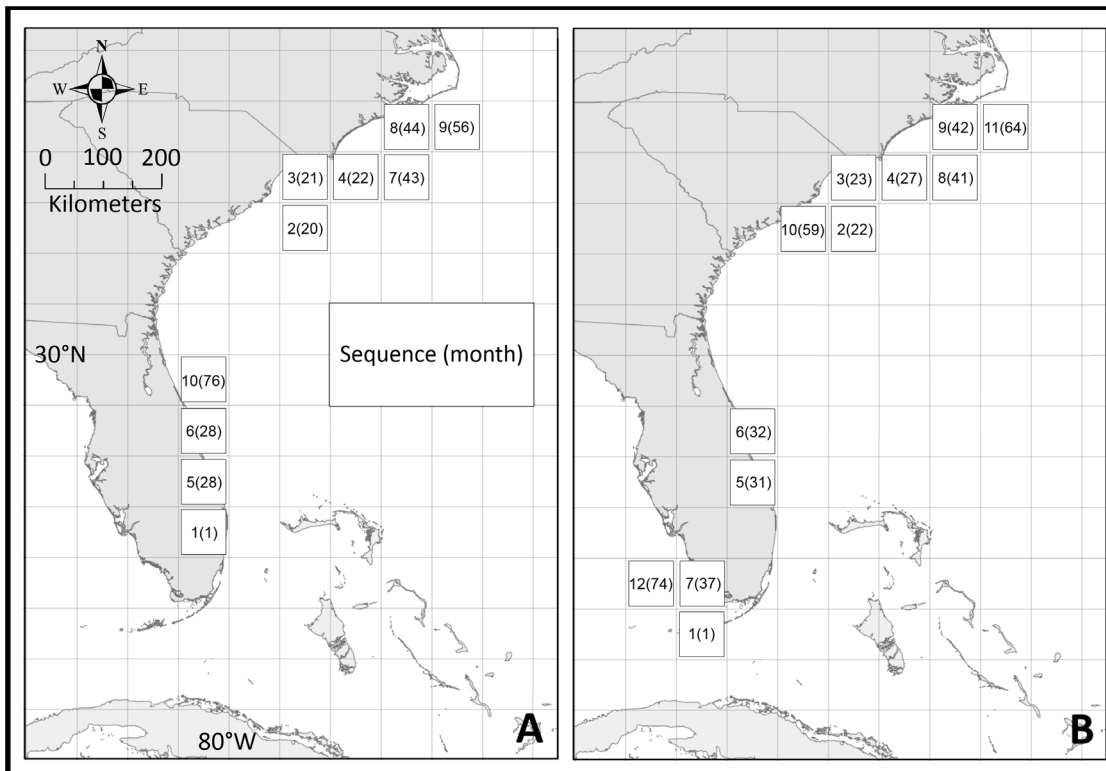 N
W E
S
0 100 200
Kilometers
8(44) 9(56)
3(21) 4(22) 7(43)
2(20)
Sequence (month)
30°N
10(76)
6(28)
5(28)
1(1)
80°W
A
9(42) 11(64)
3(23) 4(27) 8(41)
10(59) 2(22)
6(32)
5(31)
12(74) 7(37)
1(1)
B